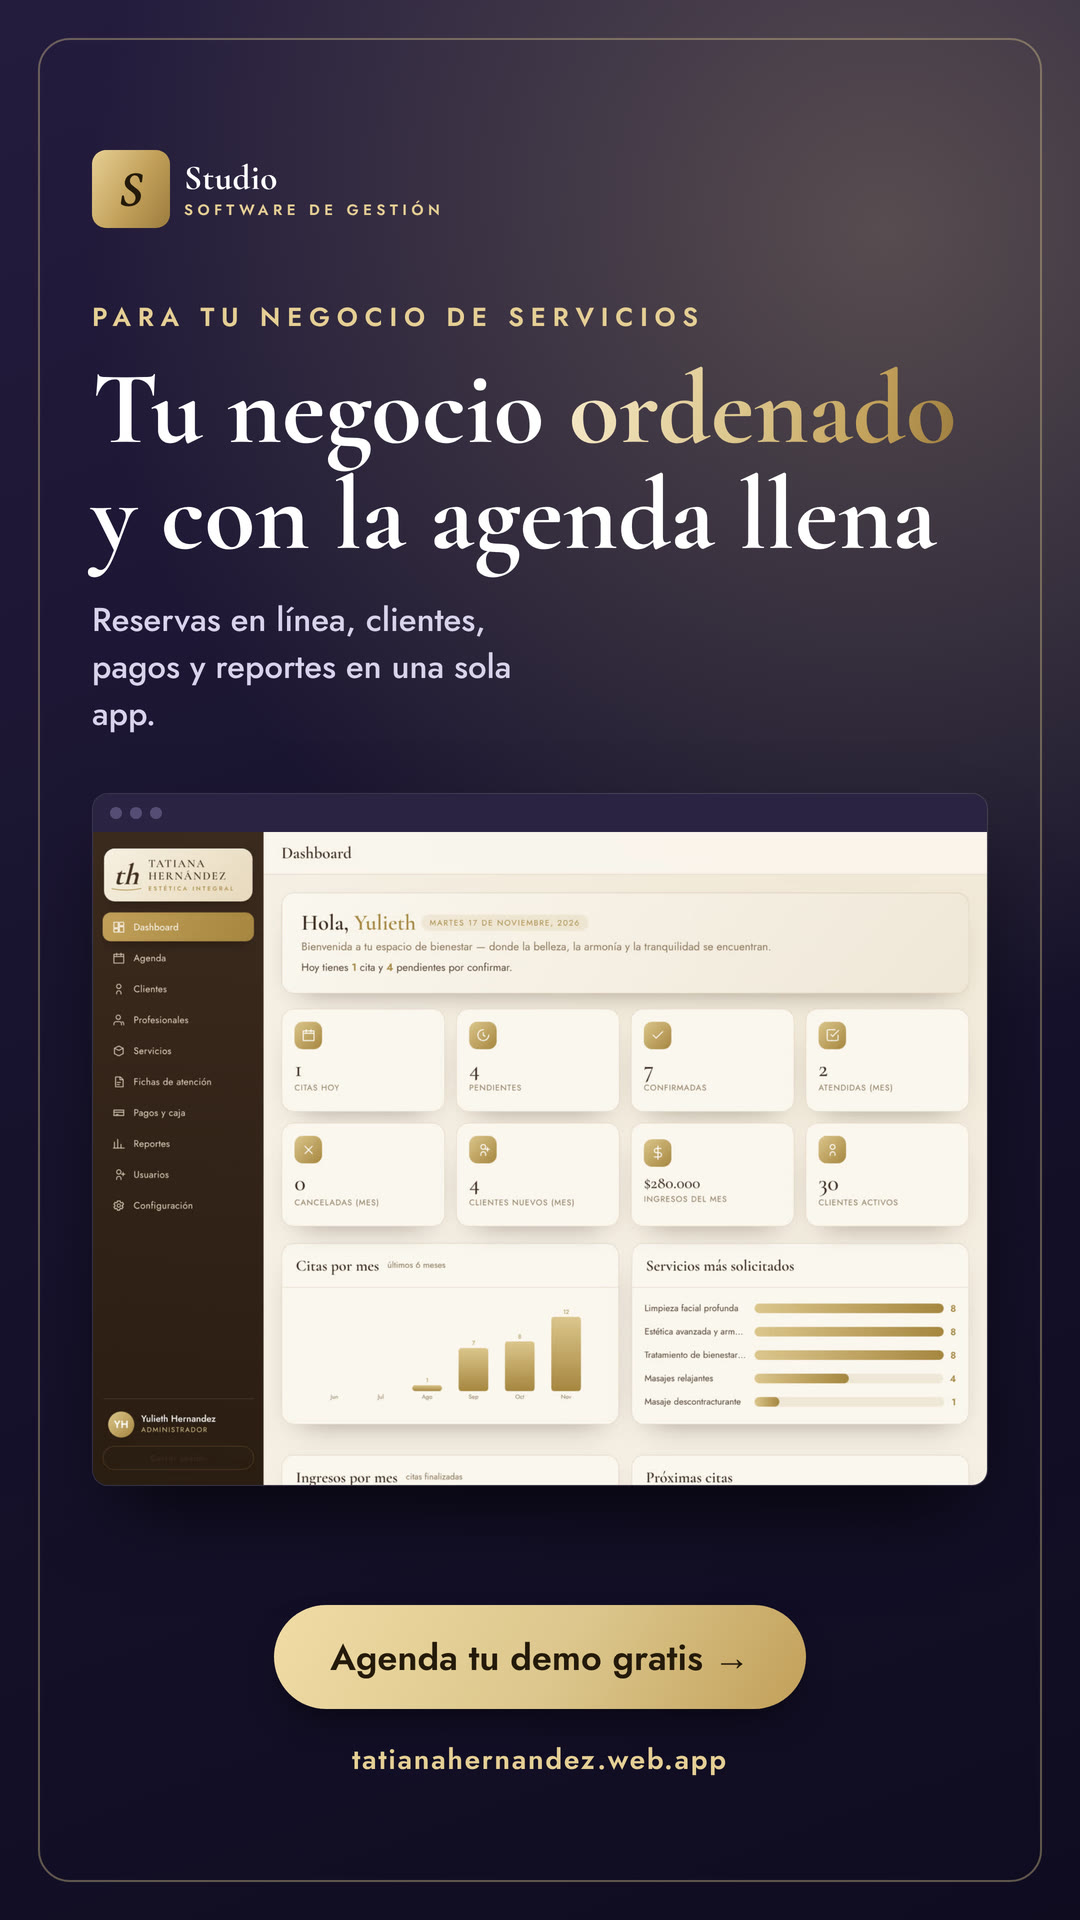 S
Studio
SOFTWARE DE GESTIÓN
PARA TU NEGOCIO DE SERVICIOS
Tu negocio ordenado
y con la agenda llena
Reservas en línea, clientes,
pagos y reportes en una sola
app.
th
TATIANA
HERNÁNDEZ
ESTÉTICA INTEGRAL
Dashboard
Agenda
Clientes
Profesionales
Servicios
Fichas de atención
Pagos y caja
Reportes
Usuarios
Configuración
YH
Yulieth Hernandez
ADMINISTRADOR
Dashboard
Hola, Yulieth MARTES 17 DE NOVIEMBRE, 2026
Bienvenida a tu espacio de bienestar — donde la belleza, la armonía y la tranquilidad se encuentran.
Hoy tienes 1 cita y 4 pendientes por confirmar.
1
CITAS HOY
4
PENDIENTES
7
CONFIRMADAS
2
ATENDIDAS (MES)
0
CANCELADAS (MES)
4
CLIENTES NUEVOS (MES)
$280.000
INGRESOS DEL MES
30
CLIENTES ACTIVOS
Citas por mes últimos 6 meses
1
7
8
12
Jun Jul Ago Sep Oct Nov
Servicios más solicitados
Limpieza facial profunda 8
Estética avanzada y arm... 8
Tratamiento de bienestar... 8
Masajes relajantes 4
Masaje descontracturante 1
Ingresos por mes citas finalizadas
Próximas citas
Agenda tu demo gratis →
tatianahernandez.web.app